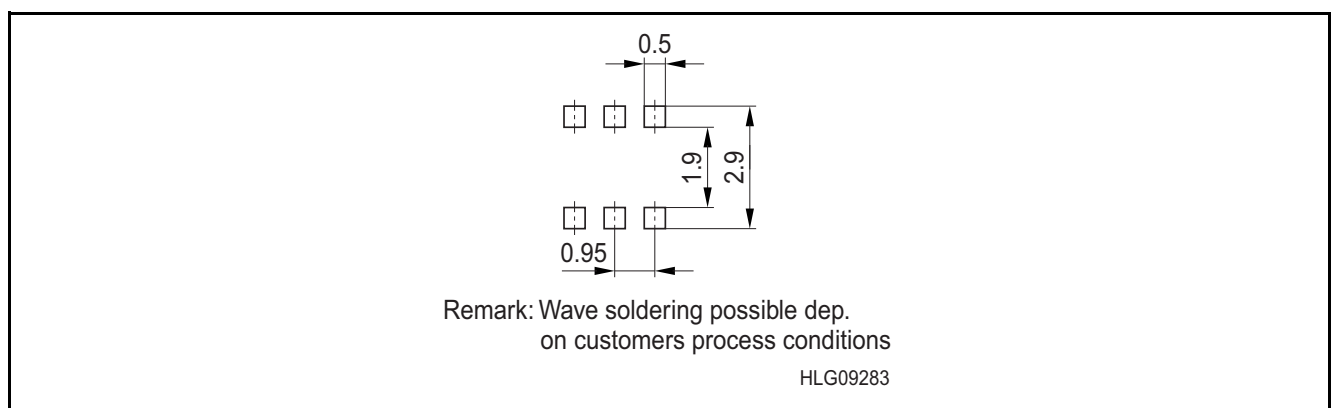 0.5
1.9
2.9
0.95
Remark: Wave soldering possible dep.
on customers process conditions
HLG09283